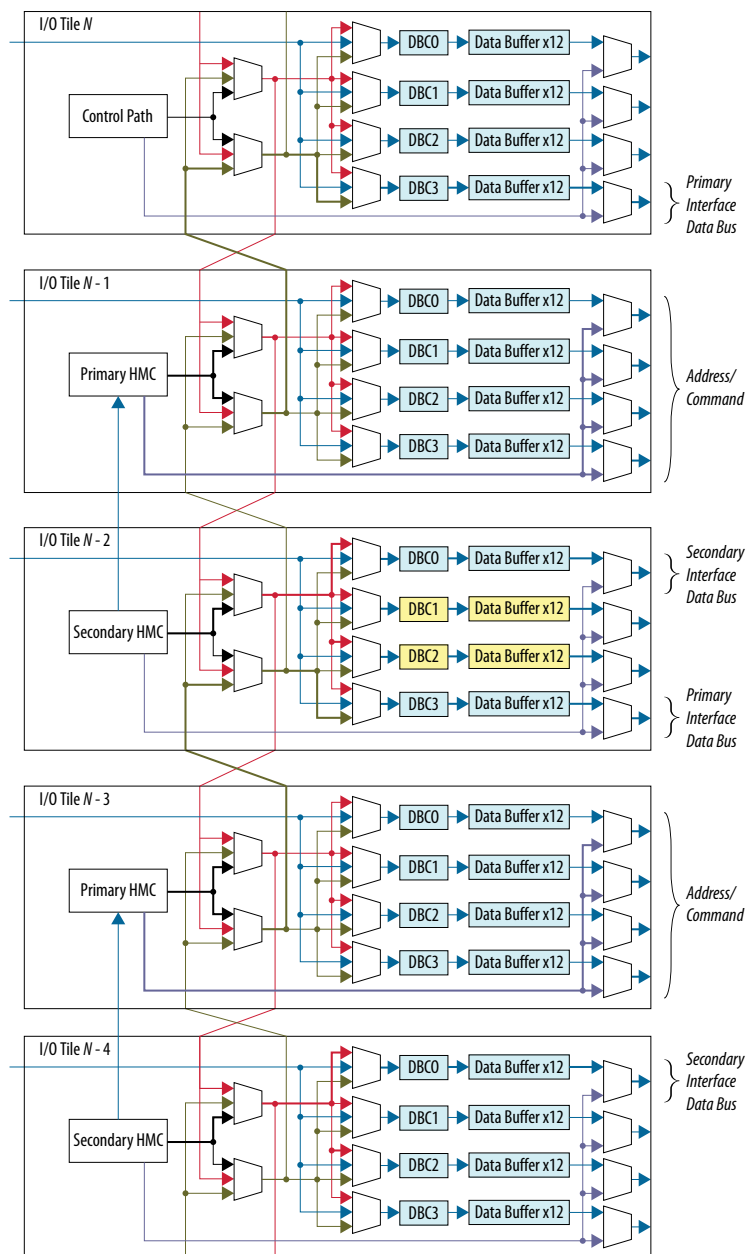 I/O Tile N
DBC0 Data Buffer x12
DBC1 Data Buffer x12
Control Path
DBC2 Data Buffer x12
DBC3 Data Buffer x12
Primary
Interface
Data Bus
I/O Tile N - 1
DBC0 Data Buffer x12
DBC1 Data Buffer x12
Primary HMC
DBC2 Data Buffer x12
DBC3 Data Buffer x12
Address/
Command
I/O Tile N - 2
DBC0 Data Buffer x12
Secondary
Interface
Data Bus
DBC1 Data Buffer x12
Secondary HMC
DBC2 Data Buffer x12
DBC3 Data Buffer x12
Primary
Interface
Data Bus
I/O Tile N - 3
DBC0 Data Buffer x12
DBC1 Data Buffer x12
Primary HMC
DBC2 Data Buffer x12
DBC3 Data Buffer x12
Address/
Command
I/O Tile N - 4
DBC0 Data Buffer x12
Secondary
Interface
Data Bus
DBC1 Data Buffer x12
Secondary HMC
DBC2 Data Buffer x12
DBC3 Data Buffer x12